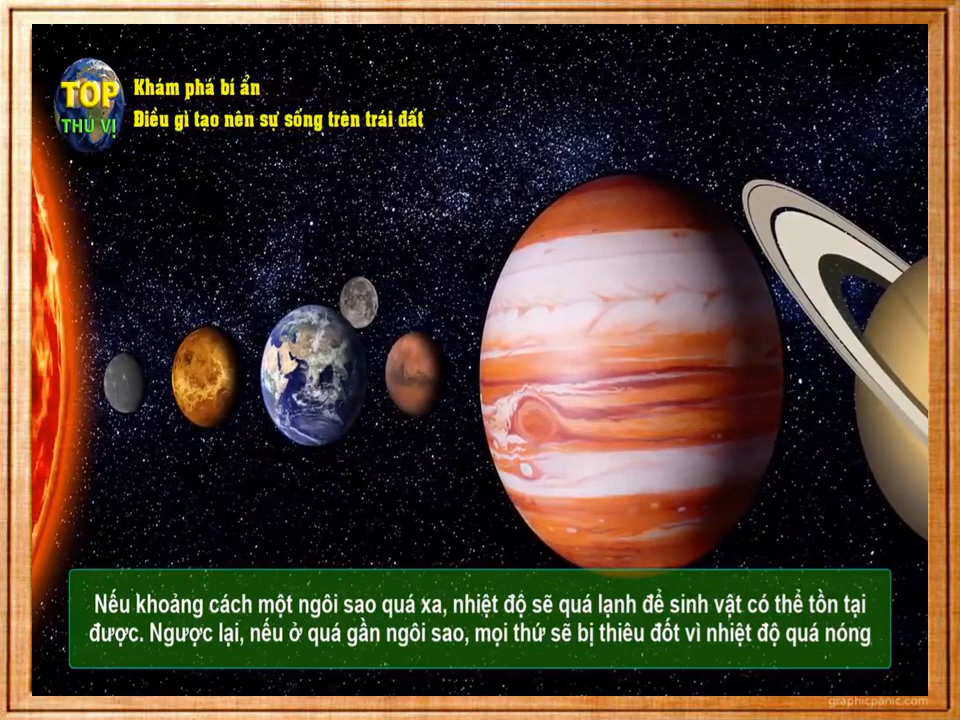 TOP
THÚ VỊ
Khám phá bí ẩn
Điều gì tạo nên sự sống trên trái đất
Nếu khoảng cách một ngôi sao quá xa, nhiệt độ sẽ quá lạnh để sinh vật có thể tồn tại
được. Ngược lại, nếu ở quá gần ngôi sao, mọi thứ sẽ bị thiêu đốt vì nhiệt độ quá nóng
graphicpanic.com